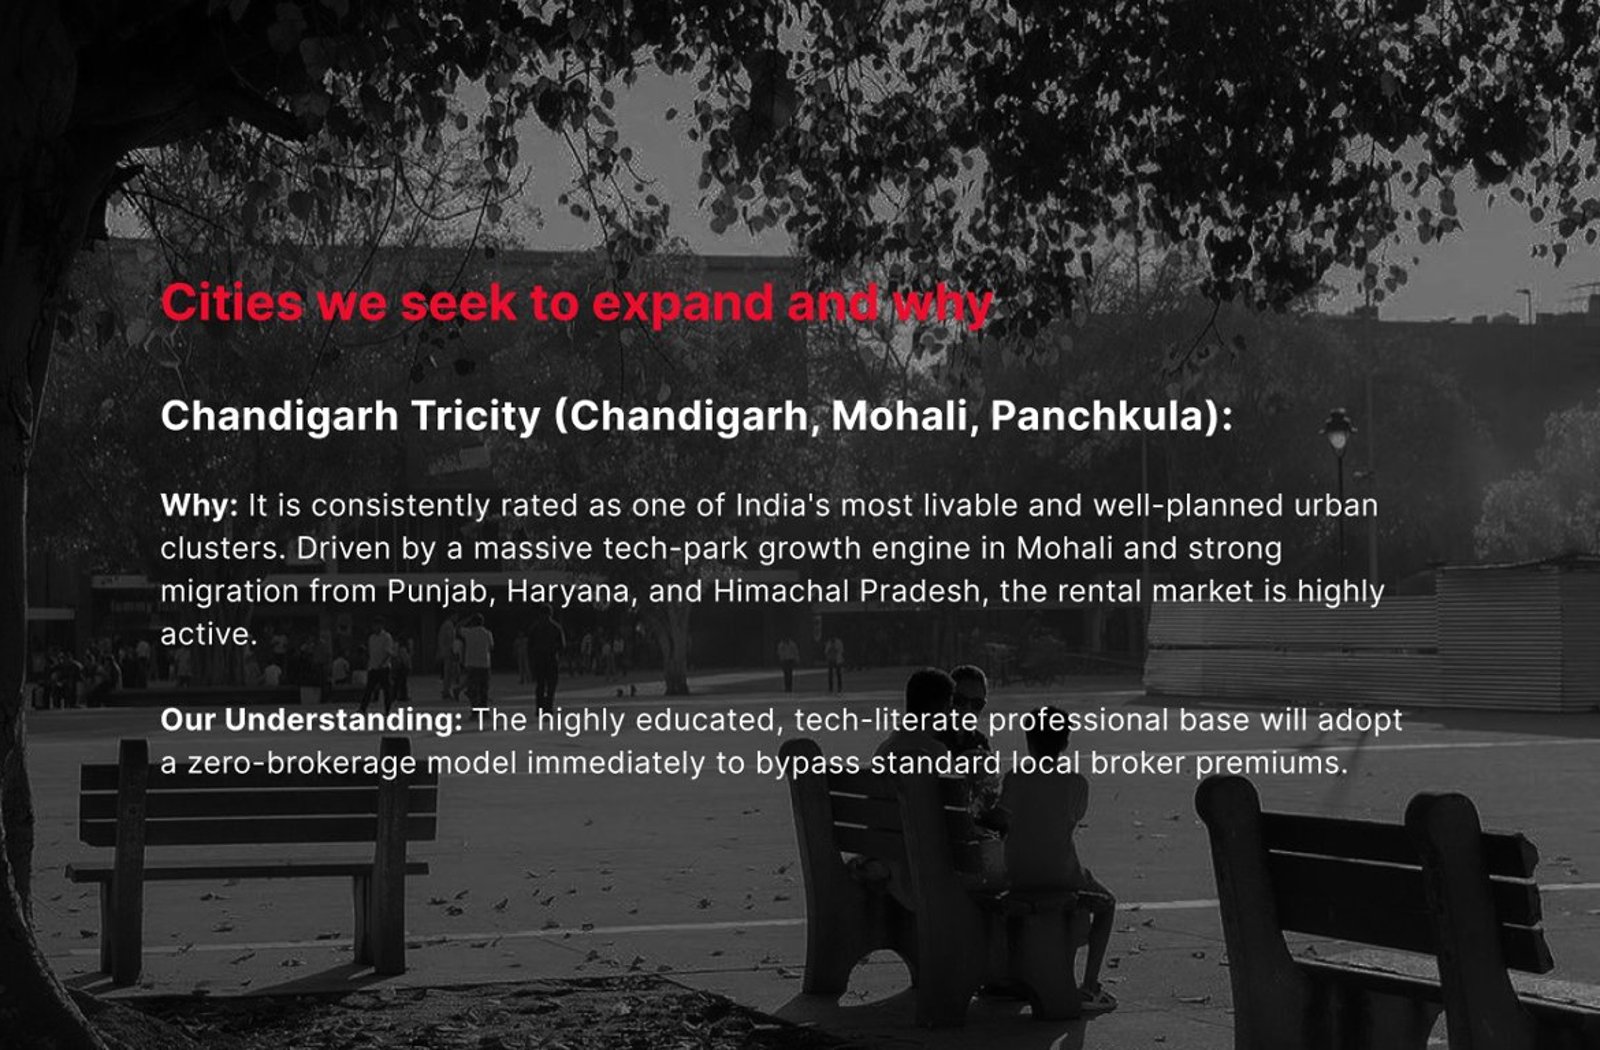 Cities we seek to expand and why
Chandigarh Tricity (Chandigarh, Mohali, Panchkula):
Why: It is consistently rated as one of India's most livable and well-planned urban
clusters. Driven by a massive tech-park growth engine in Mohali and strong
migration from Punjab, Haryana, and Himachal Pradesh, the rental market is highly
active.
Our Understanding: The highly educated, tech-literate professional base will adopt
a zero-brokerage model immediately to bypass standard local broker premiums.